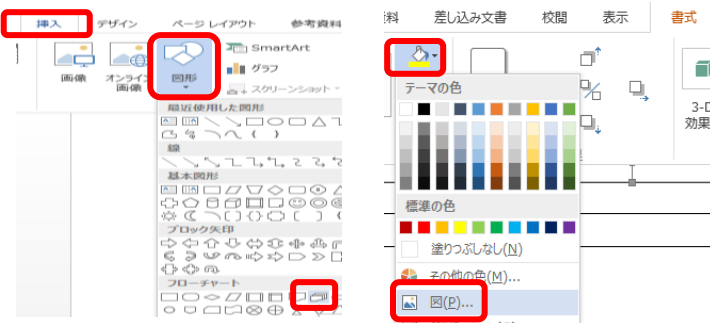 挿入 デザイン ページ レイアウト 参考資料
画像 オンライン画像 図形
SmartArt
グラフ
スクリーンショット
最近使用した図形
線
基本図形
ブロック矢印
フローチャート
料 差し込み文書 校閲 表示 書式
3-D
効果
テーマの色
標準の色
塗りつぶしなし(N)
その他の色(M)...
図(P)...